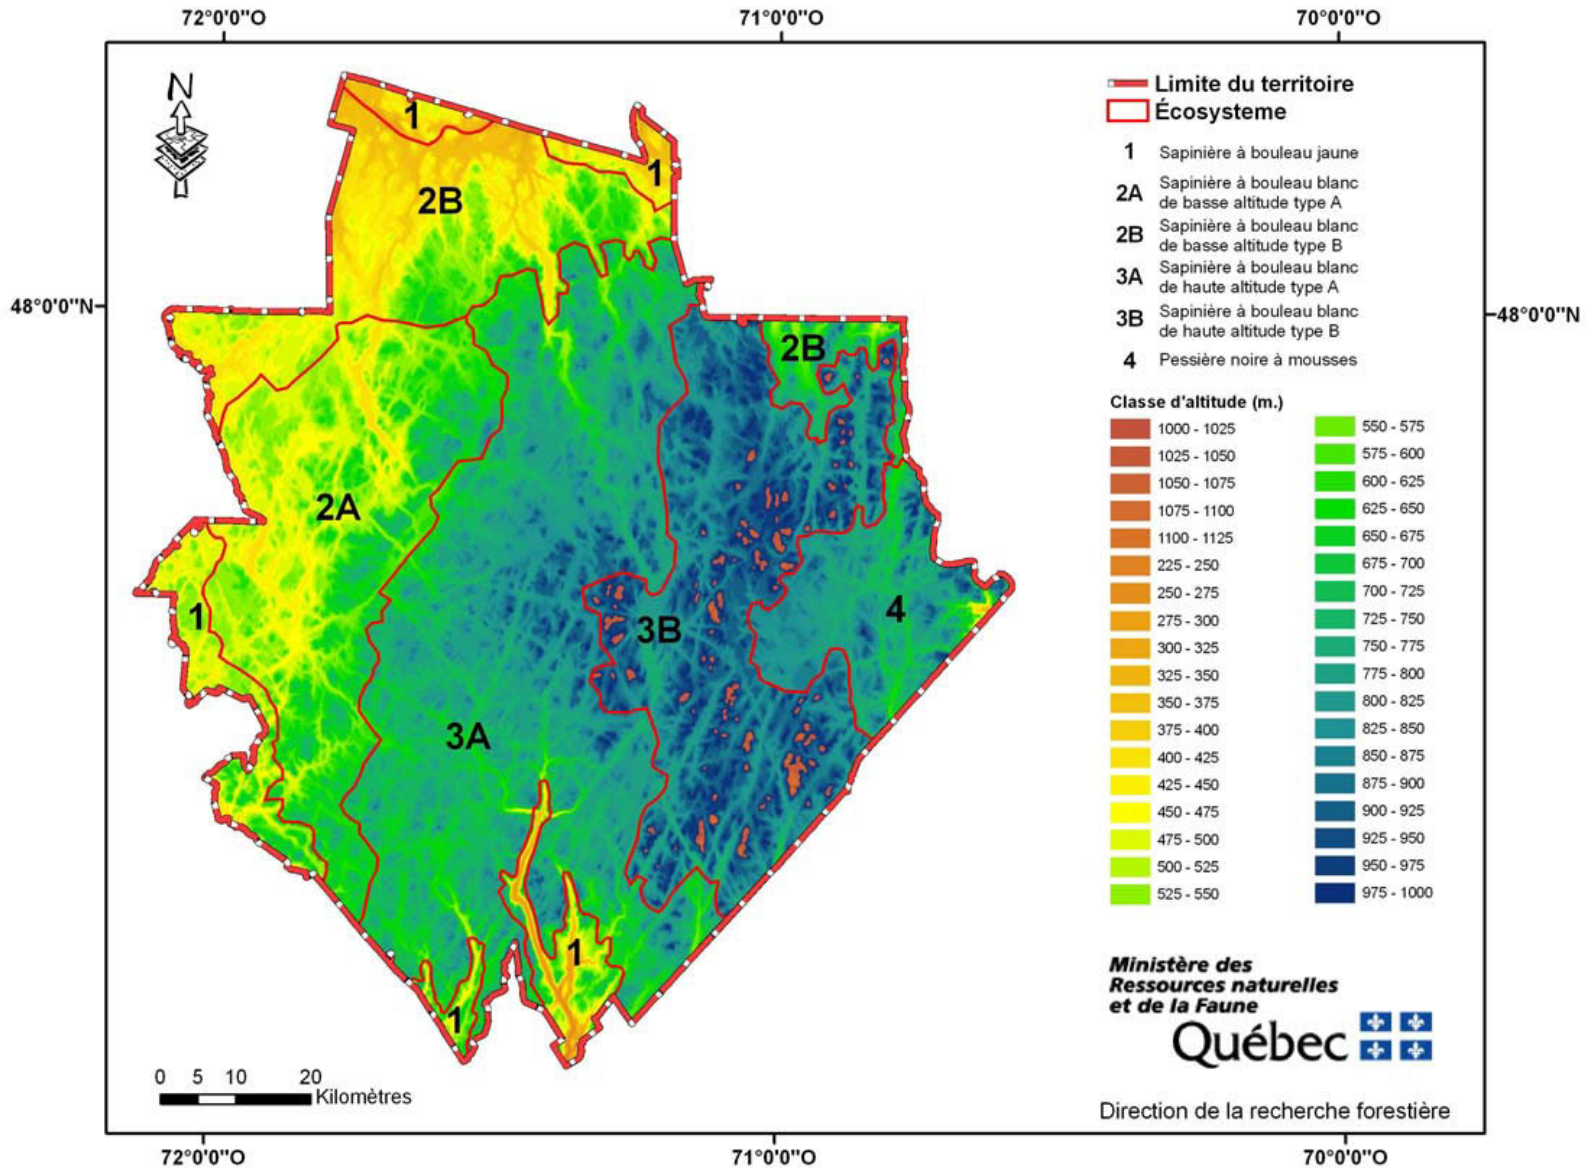 72°0'0"O
71°0'0"O
70°0'0"O
N
48°0'0"N
48°0'0"N
1
1
2B
2B
2A
1
3B
4
3A
1
1
Limite du territoire
Écosysteme
1 Sapinière à bouleau jaune
2A Sapinière à bouleau blanc
de basse altitude type A
2B Sapinière à bouleau blanc
de basse altitude type B
3A Sapinière à bouleau blanc
de haute altitude type A
3B Sapinière à bouleau blanc
de haute altitude type B
4 Pessière noire à mousses
Classe d'altitude (m.)
1000 - 1025
1025 - 1050
1050 - 1075
1075 - 1100
1100 - 1125
225 - 250
250 - 275
275 - 300
300 - 325
325 - 350
350 - 375
375 - 400
400 - 425
425 - 450
450 - 475
475 - 500
500 - 525
525 - 550
550 - 575
575 - 600
600 - 625
625 - 650
650 - 675
675 - 700
700 - 725
725 - 750
750 - 775
775 - 800
800 - 825
825 - 850
850 - 875
875 - 900
900 - 925
925 - 950
950 - 975
975 - 1000
Ministère des
Ressources naturelles
et de la Faune
Québec
0 5 10 20
Kilomètres
Direction de la recherche forestière
72°0'0"O
71°0'0"O
70°0'0"O